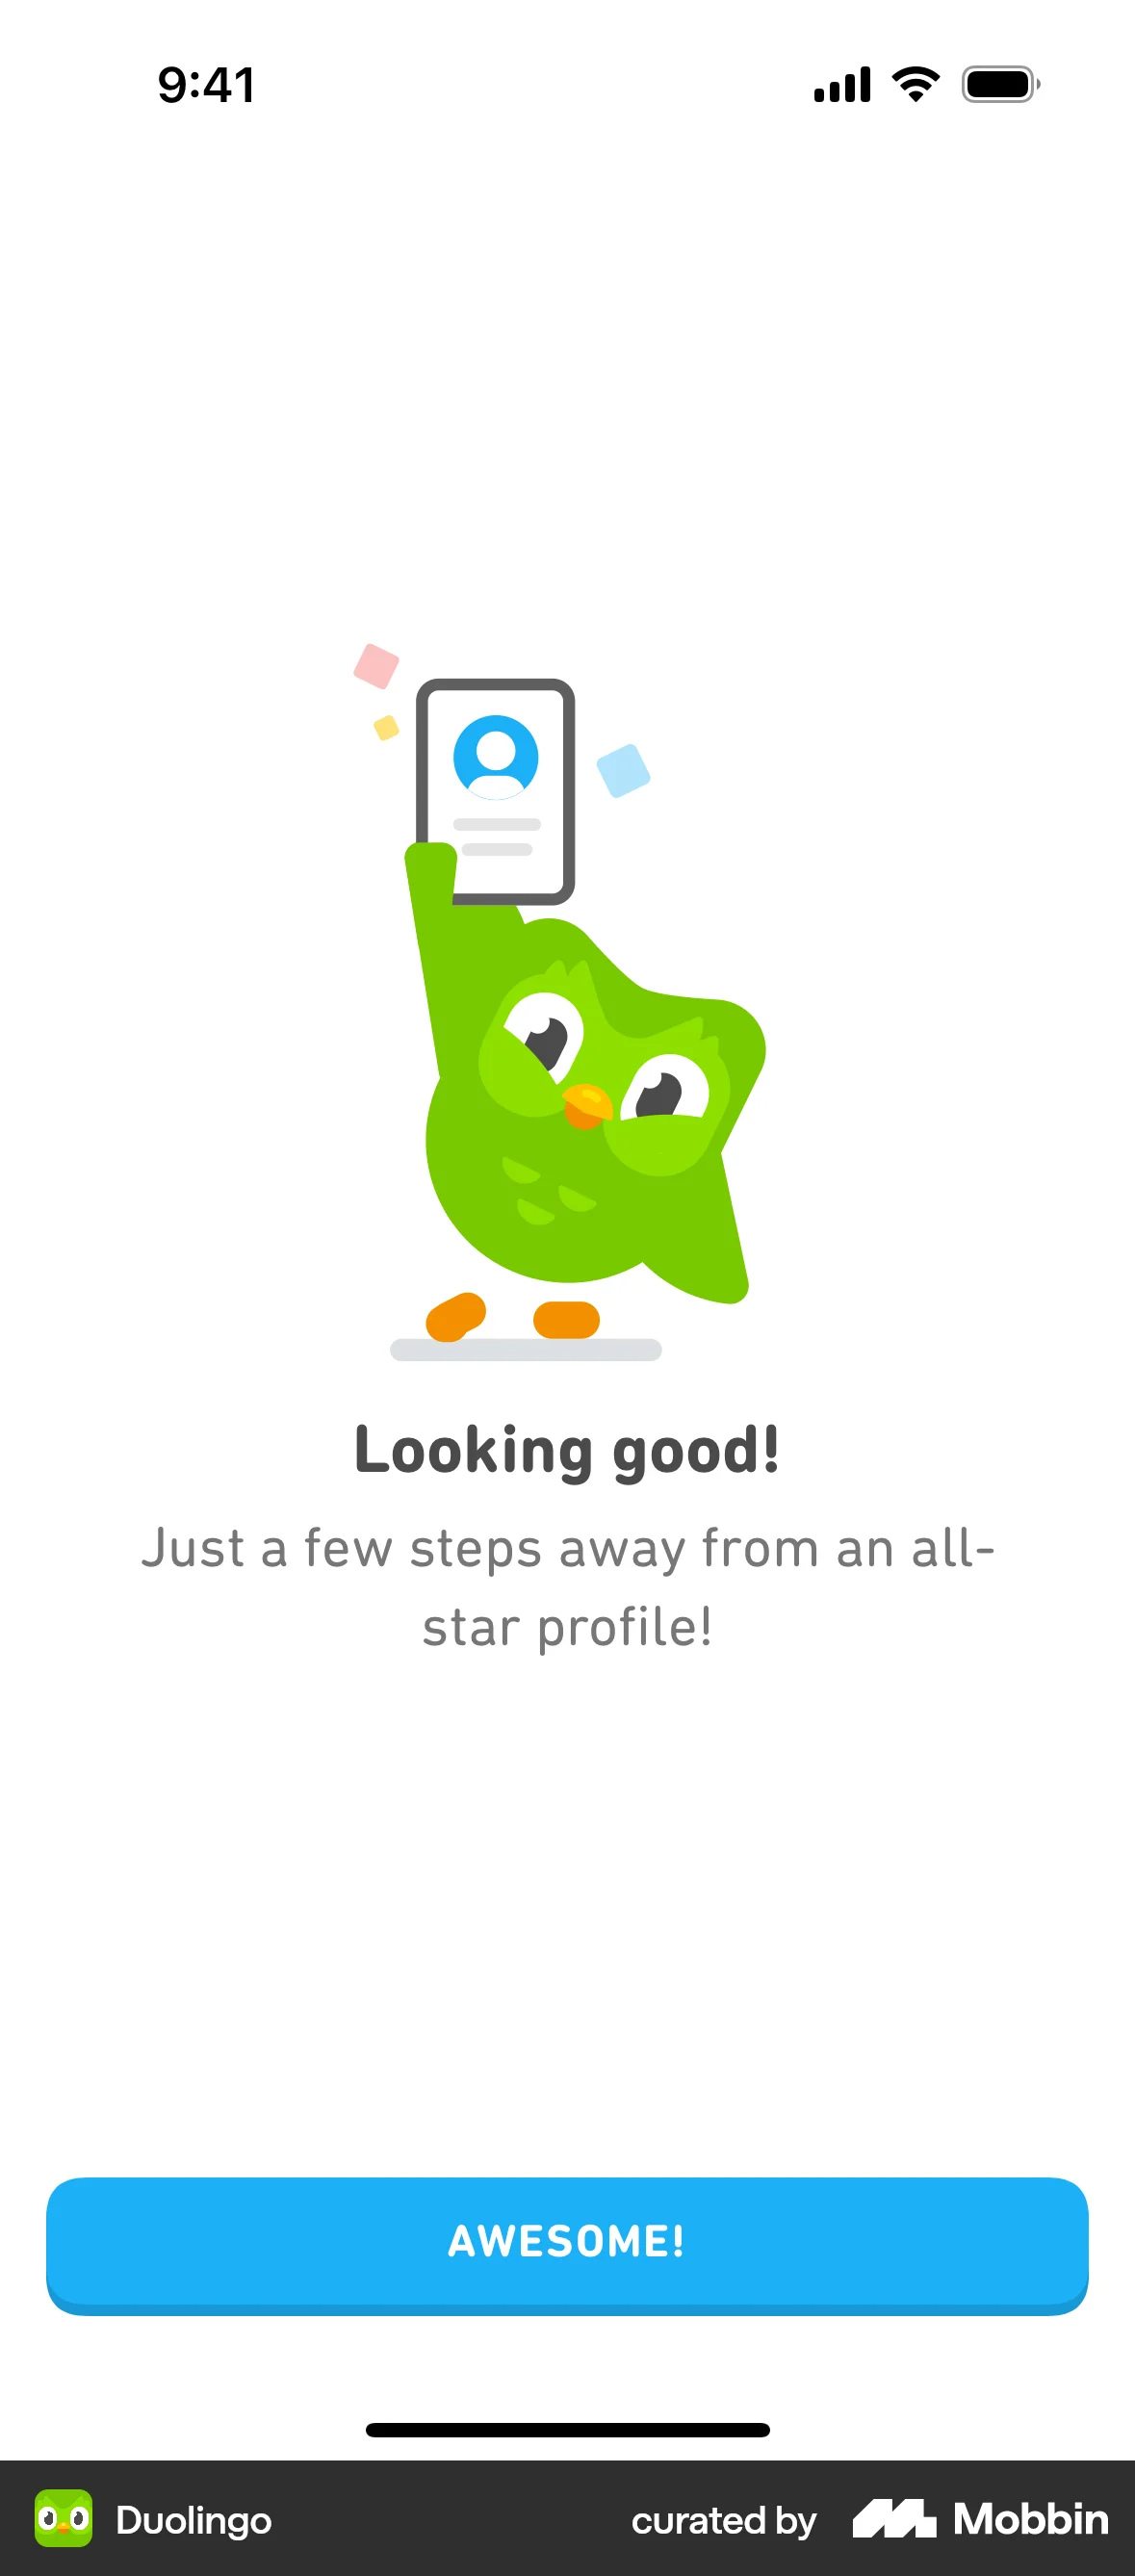 9:41
Looking good!
Just a few steps away from an all-
star profile!
AWESOME!
Duolingo
curated by Mobbin